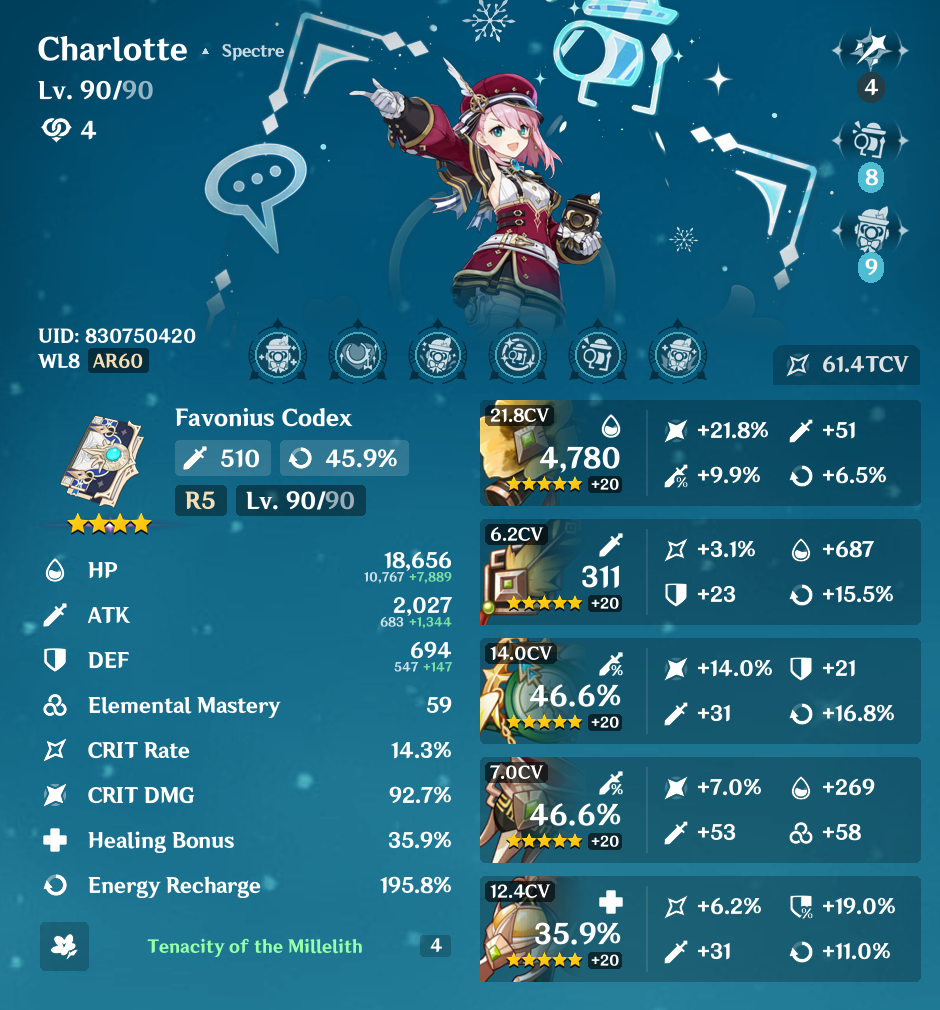 Charlotte ▲ Spectre
Lv. 90/90
4
4
8
9
UID: 830750420
WL8 AR60
61.4TCV
Favonius Codex
510 45.9%
R5 Lv. 90/90
HP 18,656
10,767 +7,889
ATK 2,027
683 +1,344
DEF 694
547 +147
Elemental Mastery 59
CRIT Rate 14.3%
CRIT DMG 92.7%
Healing Bonus 35.9%
Energy Recharge 195.8%
Tenacity of the Millelith 4
21.8CV
4,780
+20
+21.8% +51
+9.9% +6.5%
6.2CV
311
+20
+3.1% +687
+23 +15.5%
14.0CV
%
46.6%
+20
+14.0% +21
+31 +16.8%
7.0CV
%
46.6%
+20
+7.0% +269
+53 +58
12.4CV
35.9%
+20
+6.2% +19.0%
+31 +11.0%